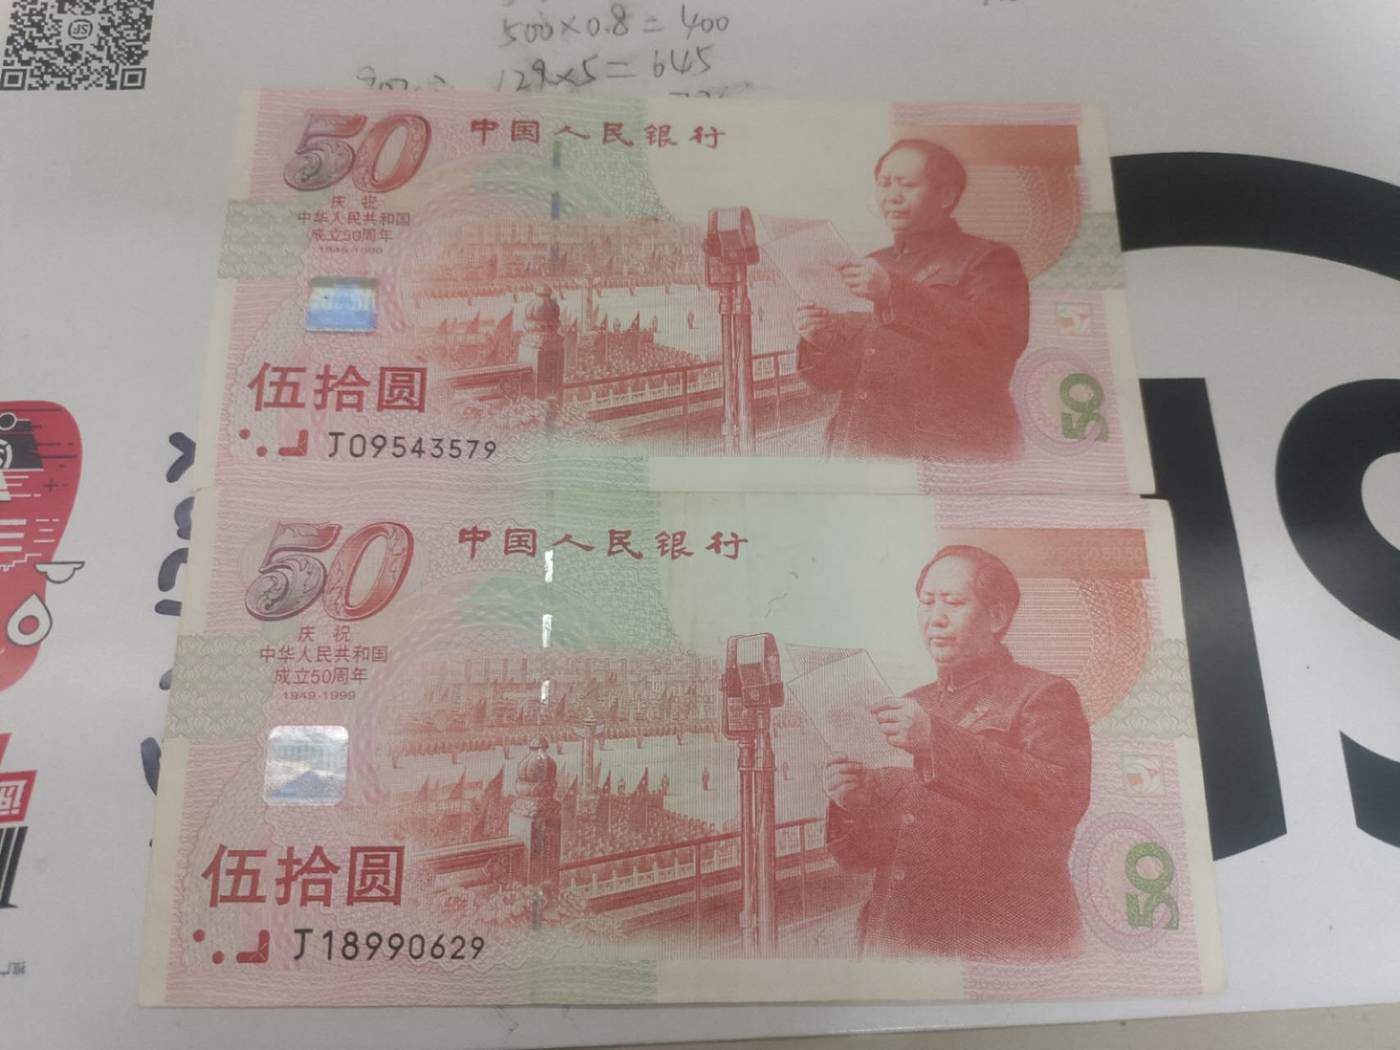 500×0.8=400
129×5=645
50
中国人民银行
庆 祝
中华人民共和国
成立50周年
1949-1999
伍拾圆
J09543579
50
50
中国人民银行
庆 祝
中华人民共和国
成立50周年
1949-1999
伍拾圆
J18990629
50
IS